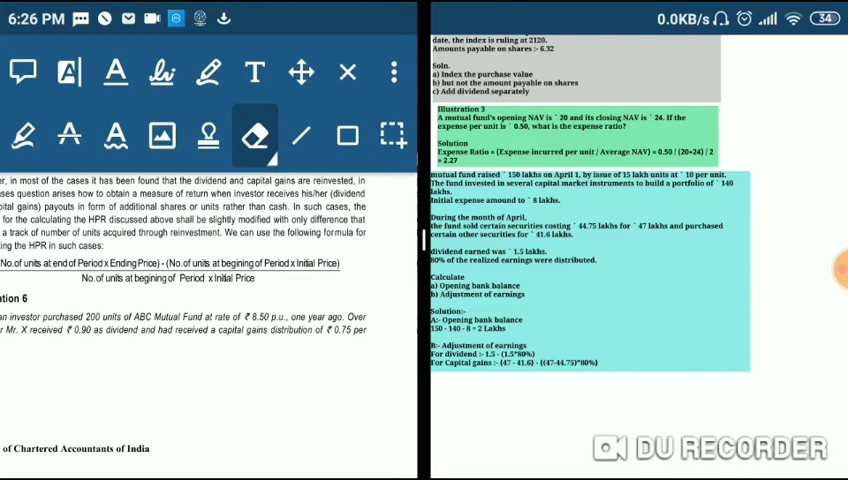 6:26 PM
0.0KB/s
34
T
er, in most of the cases it has been found that the dividend and capital gains are reinvested, in
ases question arises how to obtain a measure of return when investor receives his/her (dividend
ital gains) payouts in form of additional shares or units rather than cash. In such cases, the
for the calculating the HPR discussed above shall be slightly modified with only difference that
a track of number of units acquired through reinvestment. We can use the following formula for
ting the HPR in such cases:
No. of units at end of Period x Ending Price) - (No. of units at begining of Period x Initial Price)
No. of units at begining of Period x Initial Price
ation 6
an investor purchased 200 units of ABC Mutual Fund at rate of ₹ 8.50 p.u., one year ago. Over
r Mr. X received ₹ 0.90 as dividend and had received a capital gains distribution of ₹ 0.75 per
of Chartered Accountants of India
date, the index is ruling at 2120.
Amounts payable on shares :- 6.32
Soln.
a) Index the purchase value
b) but not the amount payable on shares
c) Add dividend separately
Illustration 3
A mutual fund's opening NAV is ` 20 and its closing NAV is ` 24. If the
expense per unit is ` 0.50, what is the expense ratio?
Solution
Expense Ratio = (Expense incurred per unit / Average NAV) = 0.50 / (20+24) / 2
= 2.27
mutual fund raised ` 150 lakhs on April 1, by issue of 15 lakh units at ` 10 per unit.
The fund invested in several capital market instruments to build a portfolio of ` 140
lakhs.
Initial expense amount to ` 8 lakhs.
During the month of April,
the fund sold certain securities costing ` 44.75 lakhs for ` 47 lakhs and purchased
certain other securities for ` 41.6 lakhs.
dividend earned was ` 1.5 lakhs.
80% of the realized earnings were distributed.
Calculate
a) Opening bank balance
b) Adjustment of earnings
Solution:-
A:- Opening bank balance
150 - 140 - 8 = 2 Lakhs
B:- Adjustment of earnings
For dividend :- 1.5 - (1.5*80%)
For Capital gains :- {47 - 41.6} - {(47-44.75)*80%}
DU RECORDER